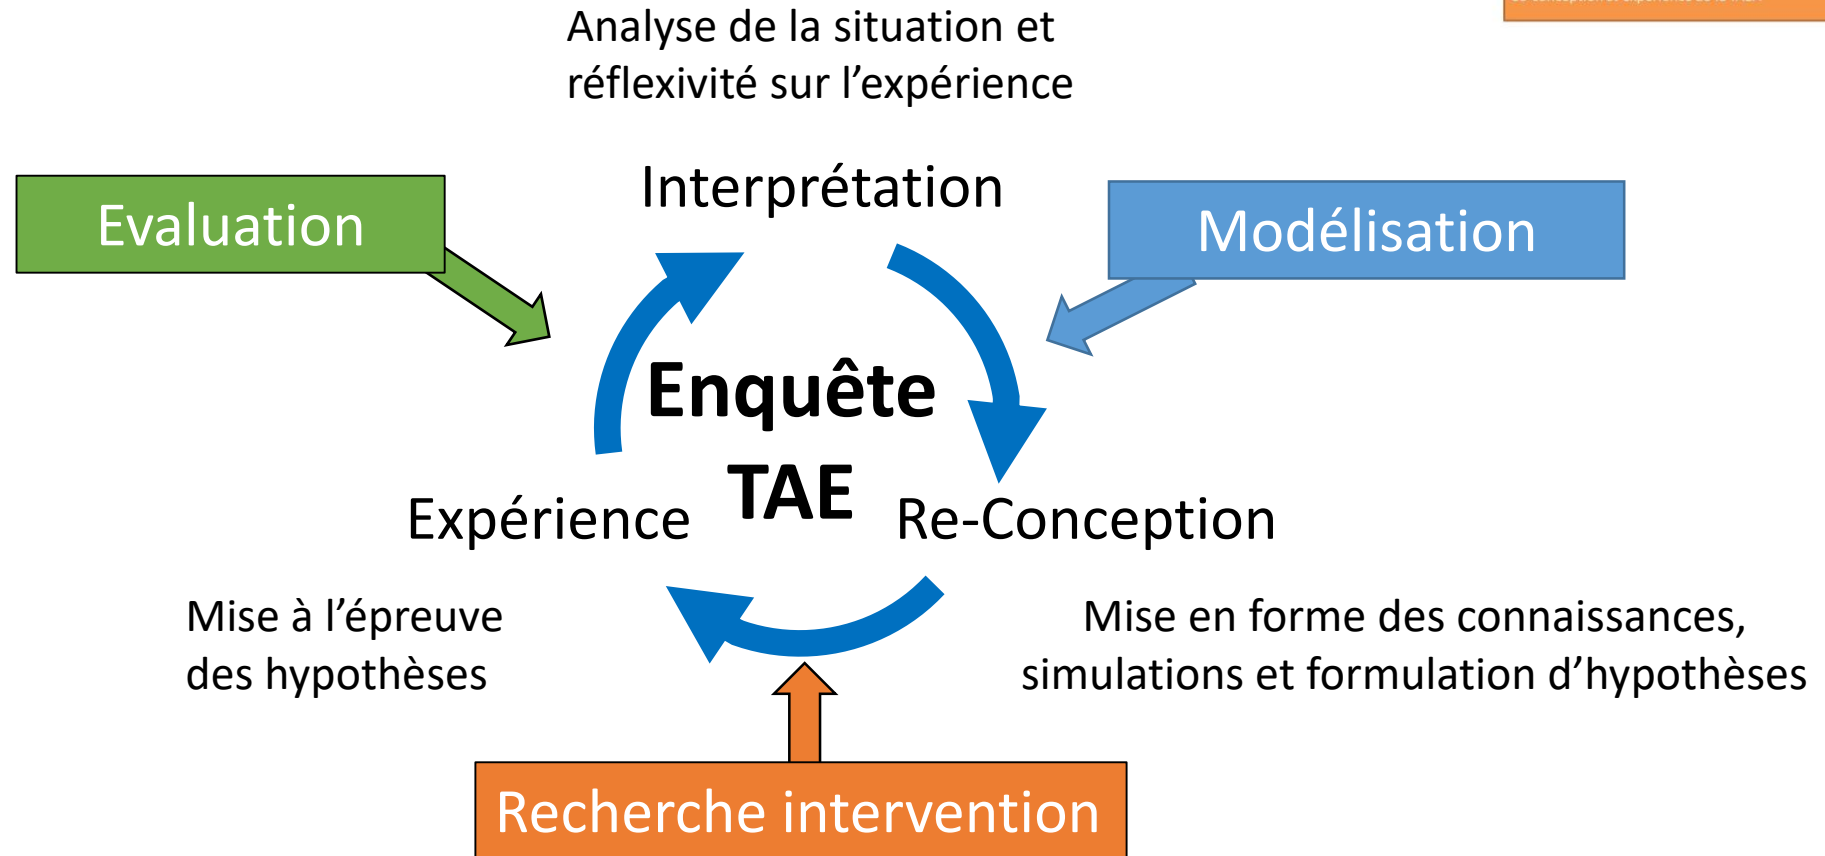 Analyse de la situation et
réflexivité sur l’expérience
Interprétation
Evaluation
Modélisation
Enquête
TAE
Expérience
Re-Conception
Mise à l’épreuve
des hypothèses
Mise en forme des connaissances,
simulations et formulation d’hypothèses
Recherche intervention